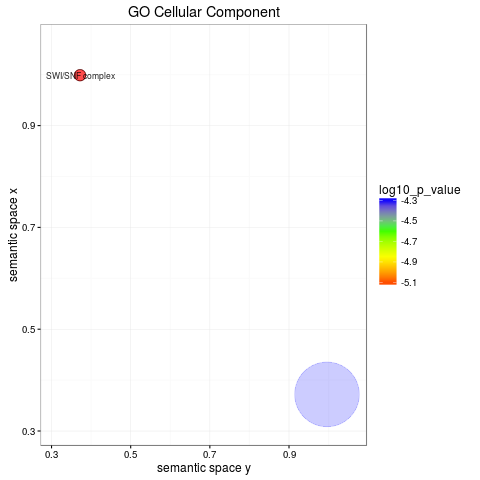 GO Cellular Component
SWI/SNF complex
0.9
0.7
0.5
0.3
semantic space x
0.3
0.5
0.7
0.9
semantic space y
log10_p_value
-4.3
-4.5
-4.7
-4.9
-5.1